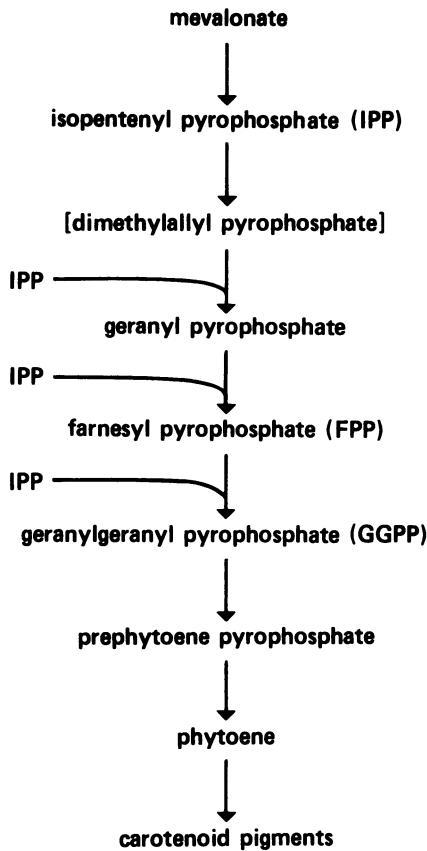 mevalonate
isopentenyl pyrophosphate (IPP)
[dimethylallyl pyrophosphate]
IPP
geranyl pyrophosphate
IPP
farnesyl pyrophosphate (FPP)
IPP
geranylgeranyl pyrophosphate (GGPP)
prephytoene pyrophosphate
phytoene
carotenoid pigments